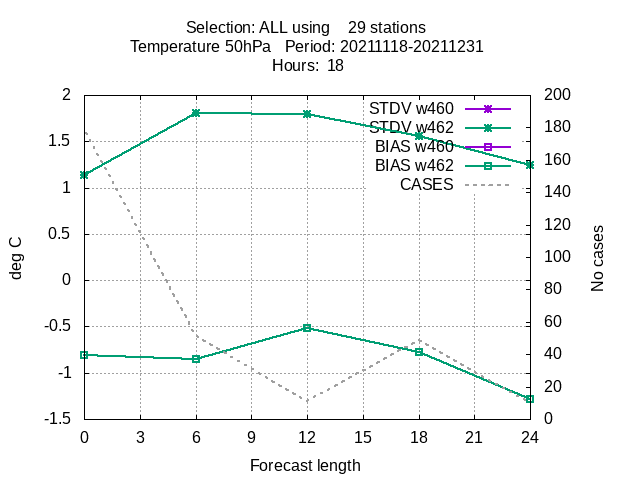 Selection: ALL using    29 stations
Temperature 50hPa   Period: 20211118-20211231
Hours:  18
2
1.5
1
0.5
0
-0.5
-1
-1.5
deg C
STDV w460
STDV w462
BIAS w460
BIAS w462
CASES
200
180
160
140
120
100
80
60
40
20
0
No cases
0 3 6 9 12 15 18 21 24
Forecast length